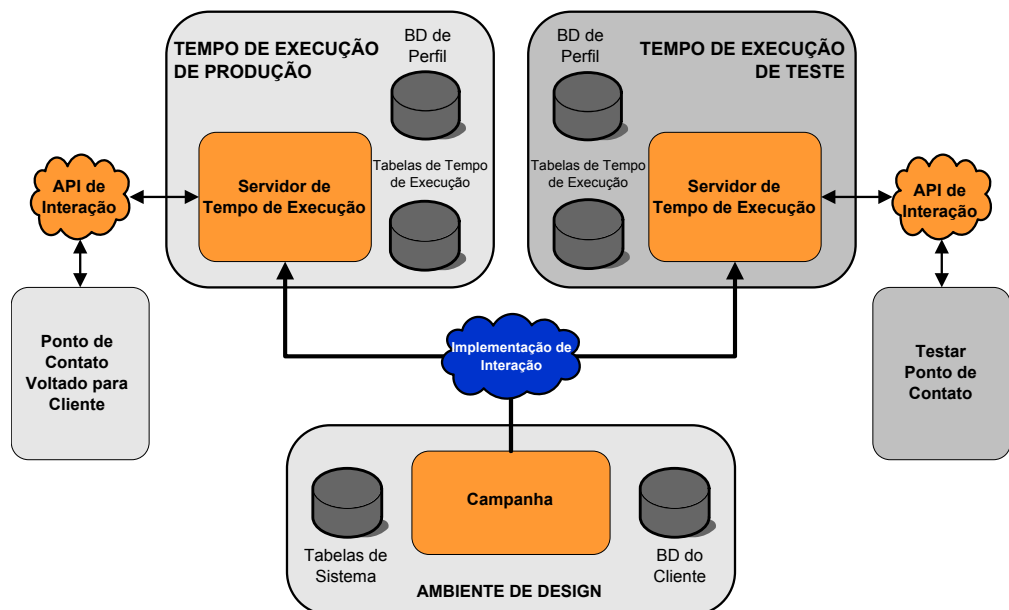 TEMPO DE EXECUÇÃO
DE PRODUÇÃO
BD de
Perfil
Tabelas de Tempo
de Execução
Servidor de
Tempo de Execução
API de
Interação
Ponto de
Contato
Voltado para
Cliente
BD de
Perfil
TEMPO DE EXECUÇÃO
DE TESTE
Tabelas de Tempo
de Execução
Servidor de
Tempo de Execução
API de
Interação
Testar
Ponto de
Contato
Implementação de
Interação
Campanha
Tabelas de
Sistema
BD do
Cliente
AMBIENTE DE DESIGN